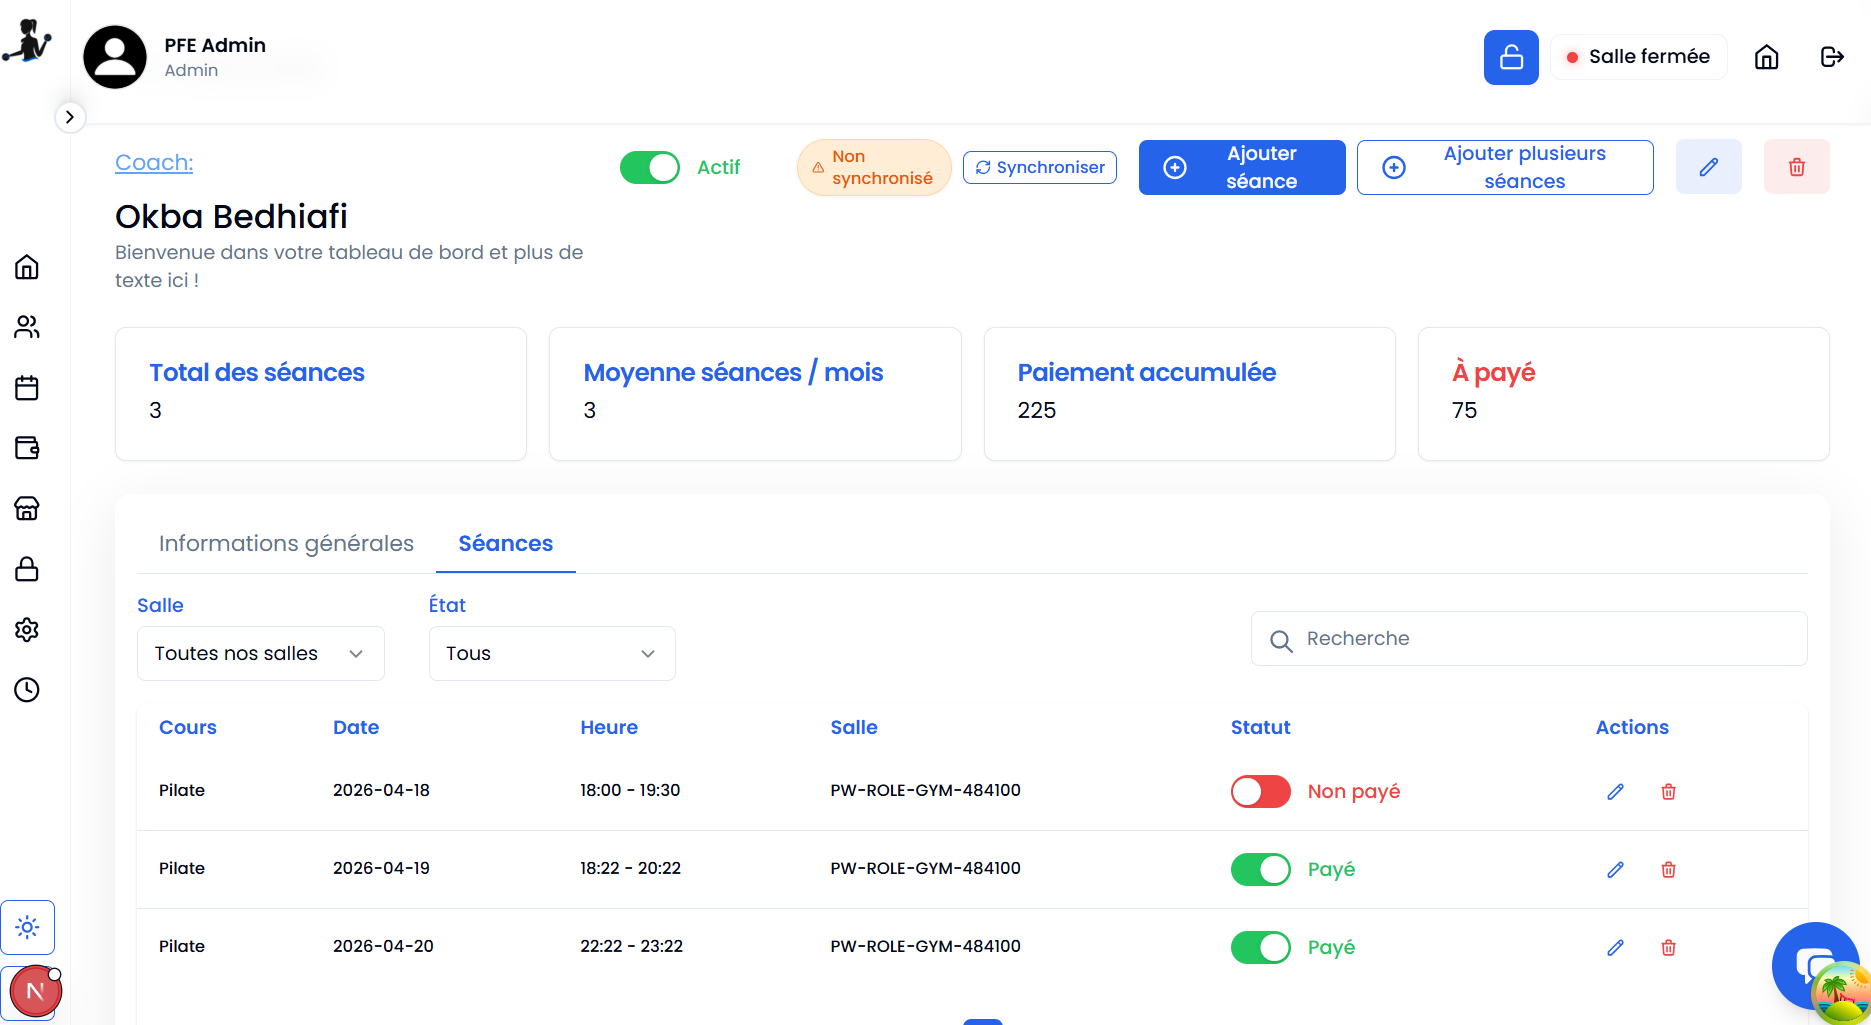 PFE Admin
Admin
Salle fermée
Coach:
Actif
Non
synchronisé
Synchroniser
Ajouter
séance
Ajouter plusieurs
séances
Okba Bedhiafi
Bienvenue dans votre tableau de bord et plus de
texte ici !
Total des séances
3
Moyenne séances / mois
3
Paiement accumulée
225
À payé
75
Informations générales
Séances
Salle
État
Toutes nos salles
Tous
Recherche
Cours Date Heure Salle Statut Actions
Pilate 2026-04-18 18:00 - 19:30 PW-ROLE-GYM-484100 Non payé
Pilate 2026-04-19 18:22 - 20:22 PW-ROLE-GYM-484100 Payé
Pilate 2026-04-20 22:22 - 23:22 PW-ROLE-GYM-484100 Payé
N